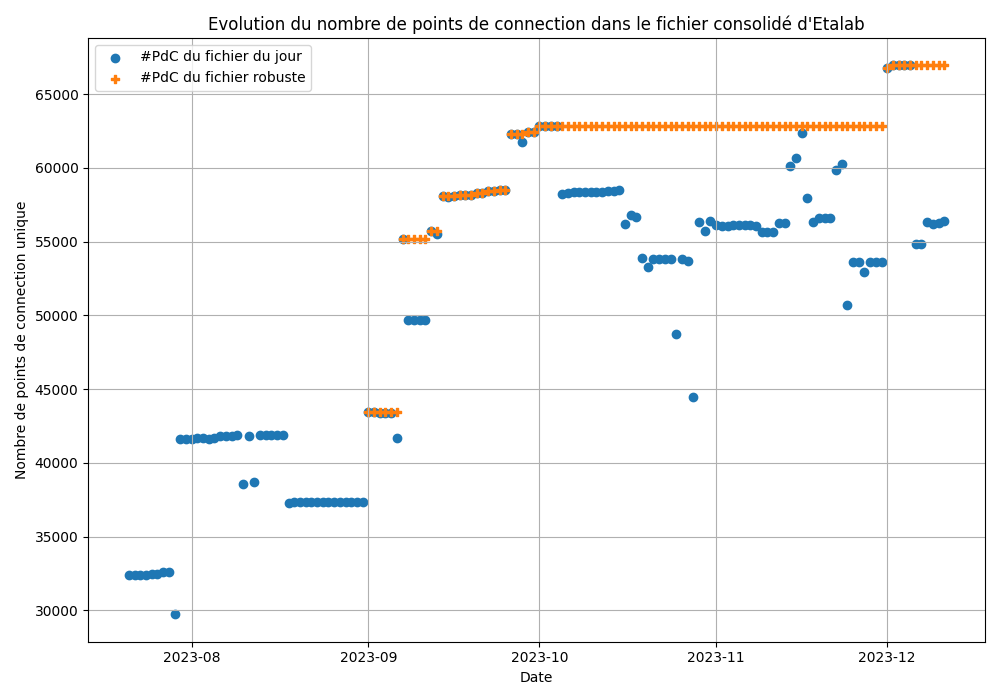 Evolution du nombre de points de connection dans le fichier consolidé d'Etalab
#PdC du fichier du jour
#PdC du fichier robuste
65000
60000
55000
50000
45000
40000
35000
30000
Nombre de points de connection unique
2023-08 2023-09 2023-10 2023-11 2023-12
Date